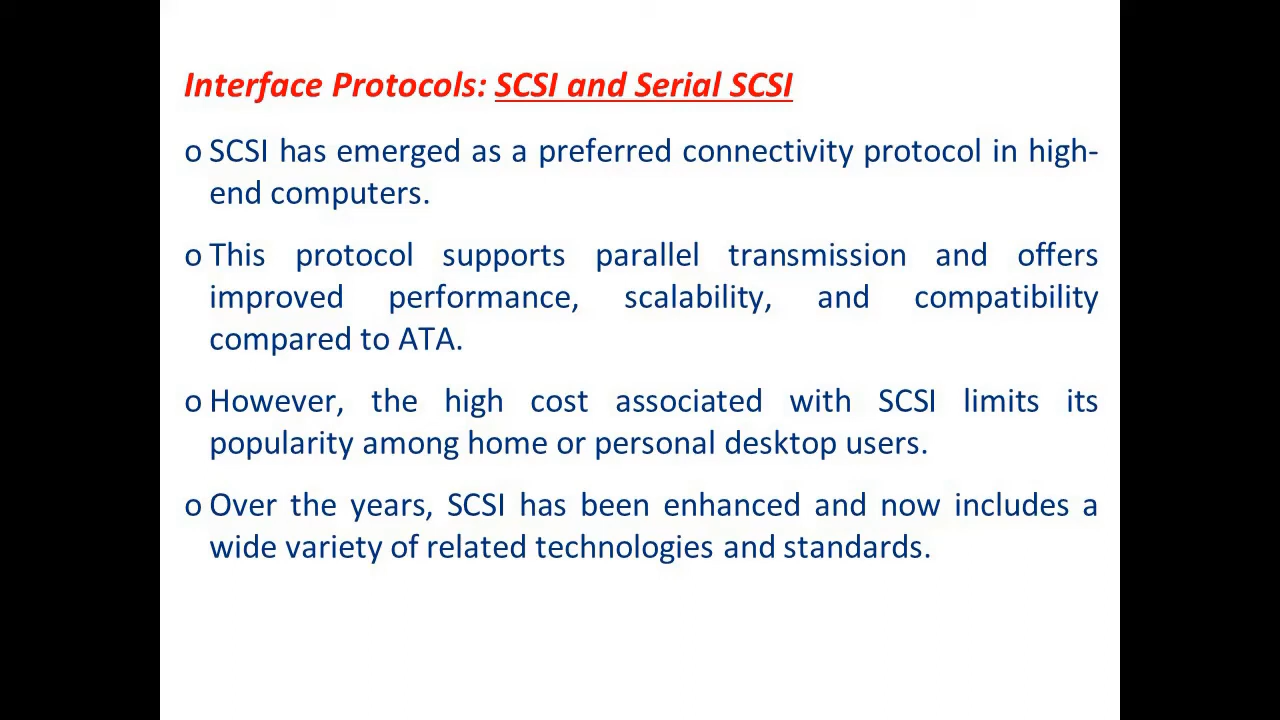 Interface Protocols: SCSI and Serial SCSI
o SCSI has emerged as a preferred connectivity protocol in high-
end computers.
o This protocol supports parallel transmission and offers
improved performance, scalability, and compatibility
compared to ATA.
o However, the high cost associated with SCSI limits its
popularity among home or personal desktop users.
o Over the years, SCSI has been enhanced and now includes a
wide variety of related technologies and standards.